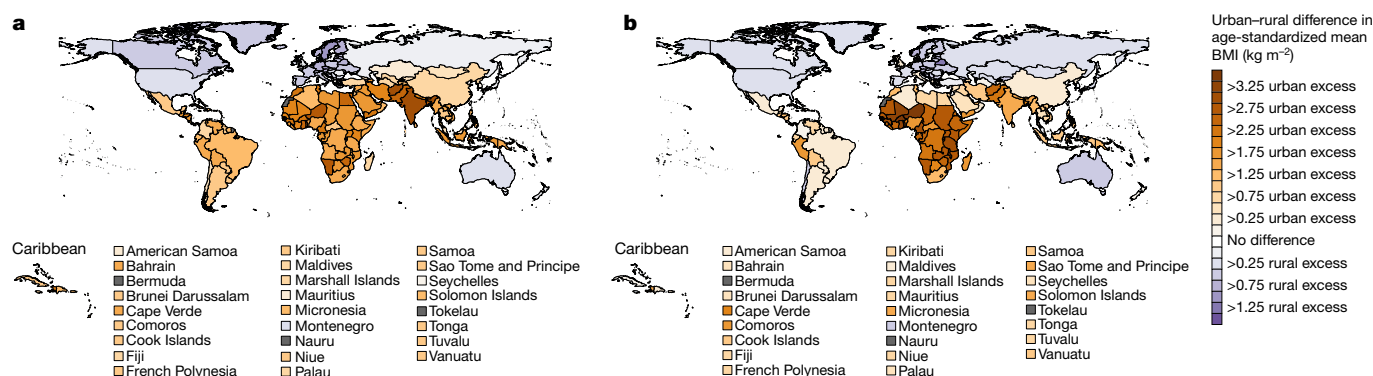 a
Caribbean
American Samoa
Bahrain
Bermuda
Brunei Darussalam
Cape Verde
Comoros
Cook Islands
Fiji
French Polynesia
Kiribati
Maldives
Marshall Islands
Mauritius
Micronesia
Montenegro
Nauru
Niue
Palau
Samoa
Sao Tome and Principe
Seychelles
Solomon Islands
Tokelau
Tonga
Tuvalu
Vanuatu
b
Caribbean
American Samoa
Bahrain
Bermuda
Brunei Darussalam
Cape Verde
Comoros
Cook Islands
Fiji
French Polynesia
Kiribati
Maldives
Marshall Islands
Mauritius
Micronesia
Montenegro
Nauru
Niue
Palau
Samoa
Sao Tome and Principe
Seychelles
Solomon Islands
Tokelau
Tonga
Tuvalu
Vanuatu
Urban–rural difference in
age-standardized mean
BMI (kg m⁻²)
>3.25 urban excess
>2.75 urban excess
>2.25 urban excess
>1.75 urban excess
>1.25 urban excess
>0.75 urban excess
>0.25 urban excess
No difference
>0.25 rural excess
>0.75 rural excess
>1.25 rural excess